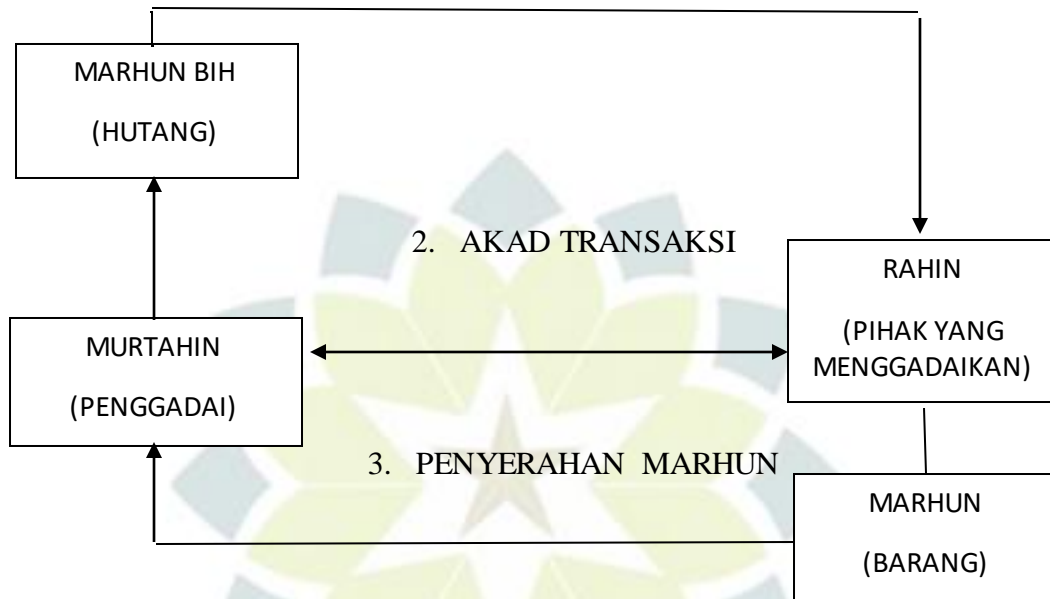 MARHUN BIH
(HUTANG)
2. AKAD TRANSAKSI
RAHIN
(PIHAK YANG
MENGGADAIKAN)
MURTAHIN
(PENGGADAI)
3. PENYERAHAN MARHUN
MARHUN
(BARANG)